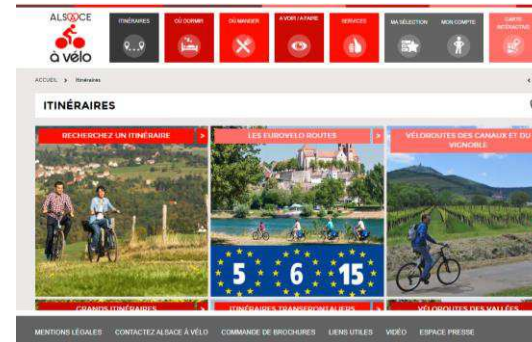 ALSACE
à vélo
ITINÉRAIRES
OÙ DORMIR
OÙ MANGER
A VOIR / A FAIRE
SERVICES
MA SÉLECTION
MON COMPTE
CARTE
INTERACTIVE
ACCUEIL > Itinéraires
ITINÉRAIRES
RECHERCHEZ UN ITINÉRAIRE >
LES EUROVELO ROUTES >
VÉLOROUTES DES CANAUX ET DU
VIGNOBLE
5 6 15
GRANDS ITINÉRAIRES
ITINÉRAIRES TRANSFRONTALIERS
VÉLOROUTES DES VALLÉES
MENTIONS LÉGALES CONTACTEZ ALSACE À VÉLO COMMANDE DE BROCHURES LIENS UTILES VIDÉO ESPACE PRESSE